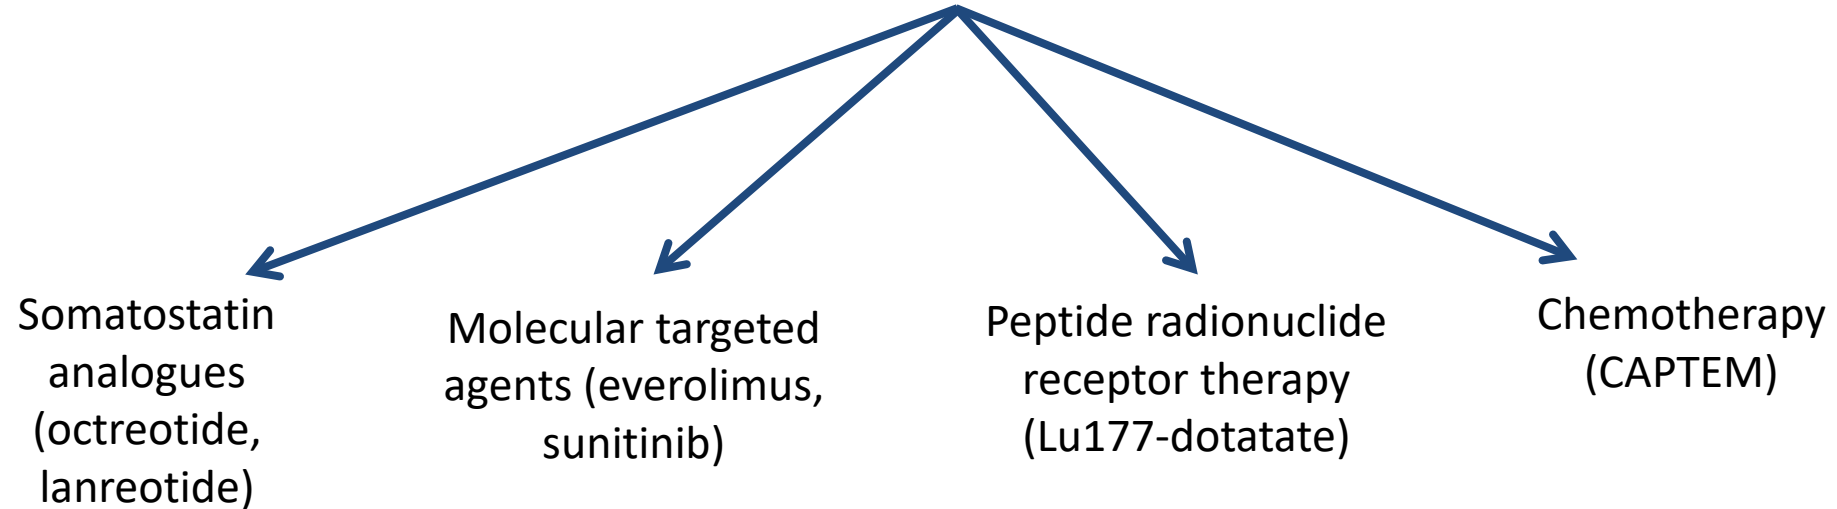 Somatostatin
analogues
(octreotide,
lanreotide)
Molecular targeted
agents (everolimus,
sunitinib)
Peptide radionuclide
receptor therapy
(Lu177-dotatate)
Chemotherapy
(CAPTEM)